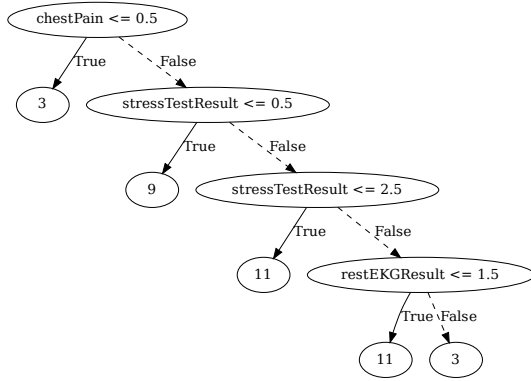 chestPain <= 0.5
True
False
3
stressTestResult <= 0.5
True
False
9
stressTestResult <= 2.5
True
False
11
restEKGResult <= 1.5
True
False
11
3